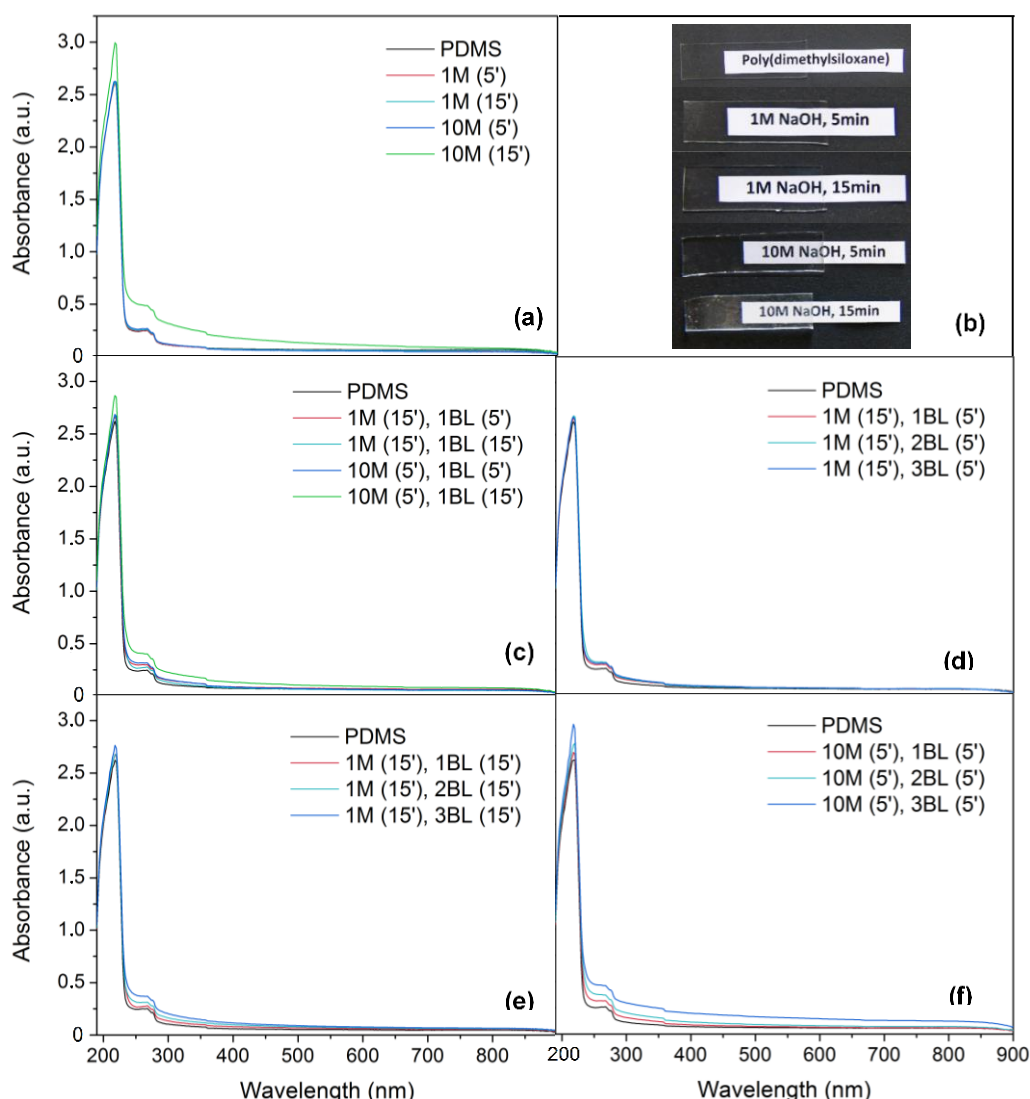 3.0
2.5
2.0
1.5
1.0
0.5
0
Absorbance (a.u.)
PDMS
1M (5')
1M (15')
10M (5')
10M (15')
(a)
Poly(dimethylsiloxane)
1M NaOH, 5min
1M NaOH, 15min
10M NaOH, 5min
10M NaOH, 15min
(b)
3.0
2.5
2.0
1.5
1.0
0.5
0
Absorbance (a.u.)
PDMS
1M (15'), 1BL (5')
1M (15'), 1BL (15')
10M (5'), 1BL (5')
10M (5'), 1BL (15')
(c)
PDMS
1M (15'), 1BL (5')
1M (15'), 2BL (5')
1M (15'), 3BL (5')
(d)
3.0
2.5
2.0
1.5
1.0
0.5
0
Absorbance (a.u.)
PDMS
1M (15'), 1BL (15')
1M (15'), 2BL (15')
1M (15'), 3BL (15')
(e)
200 300 400 500 600 700 800
Wavelength (nm)
PDMS
10M (5'), 1BL (5')
10M (5'), 2BL (5')
10M (5'), 3BL (5')
(f)
200 300 400 500 600 700 800 900
Wavelength (nm)